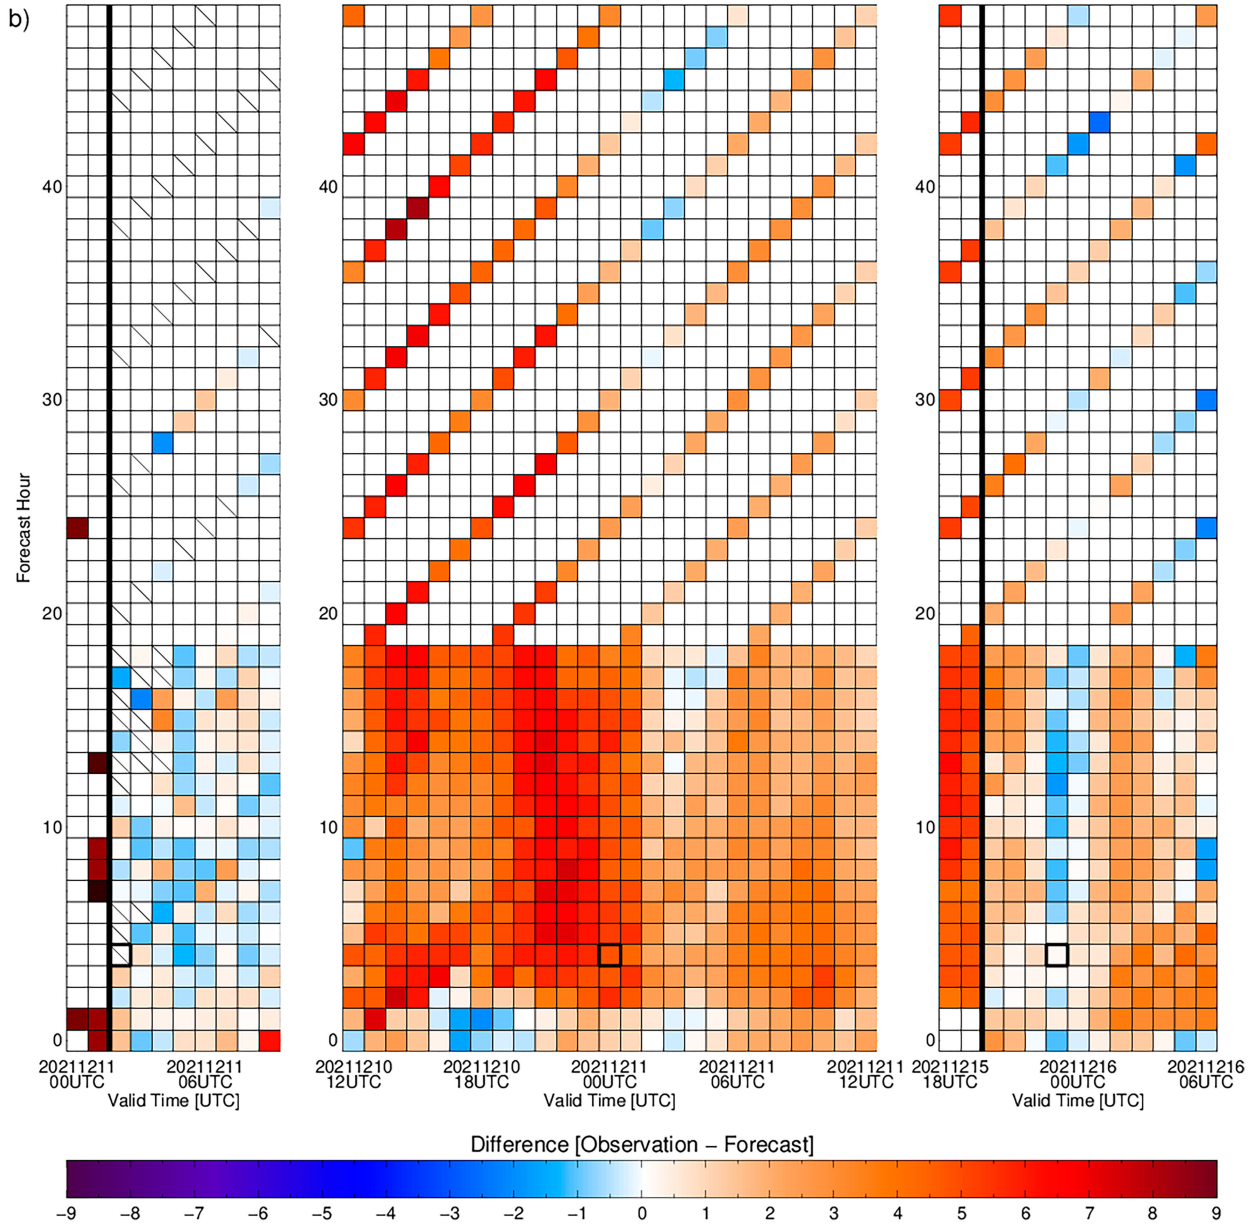 b)
40
30
20
10
0
Forecast Hour
20211211 20211211
00UTC 06UTC
Valid Time [UTC]
40
30
20
10
0
20211210 20211210 20211211 20211211 20211211
12UTC 18UTC 00UTC 06UTC 12UTC
Valid Time [UTC]
40
30
20
10
0
20211215 20211216 20211216
18UTC 00UTC 06UTC
Valid Time [UTC]
Difference [Observation – Forecast]
−9 −8 −7 −6 −5 −4 −3 −2 −1 0 1 2 3 4 5 6 7 8 9